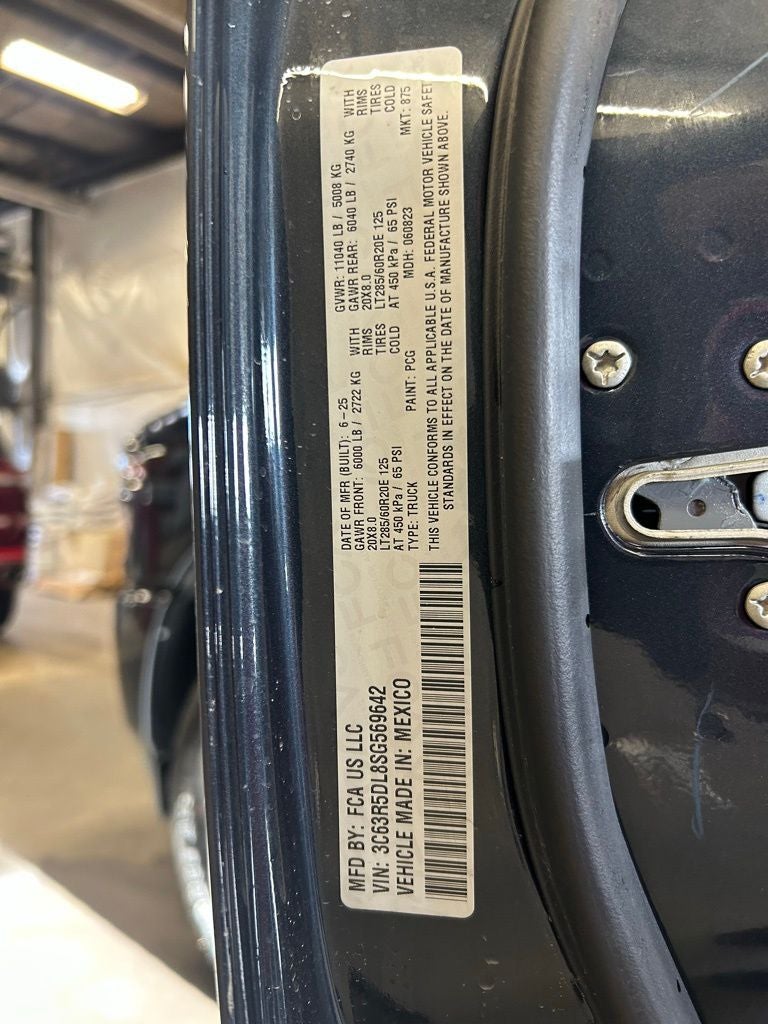 MFD BY: FCA US LLC
VIN: 3C63R5DL8SG569642
VEHICLE MADE IN: MEXICO
DATE OF MFR (BUILT): 6-25 GVWR: 11040 LB / 5008 KG
GAWR FRONT: 6000 LB / 2722 KG WITH GAWR REAR: 6040 LB / 2740 KG WITH
20X8.0 RIMS 20X8.0 RIMS
LT285/60R20E 125 TIRES LT285/60R20E 125 TIRES
AT 450 kPa / 65 PSI COLD AT 450 kPa / 65 PSI COLD
TYPE: TRUCK PAINT: PCG MDH: 060823 MKT: 875
THIS VEHICLE CONFORMS TO ALL APPLICABLE U.S.A. FEDERAL MOTOR VEHICLE SAFET
STANDARDS IN EFFECT ON THE DATE OF MANUFACTURE SHOWN ABOVE.